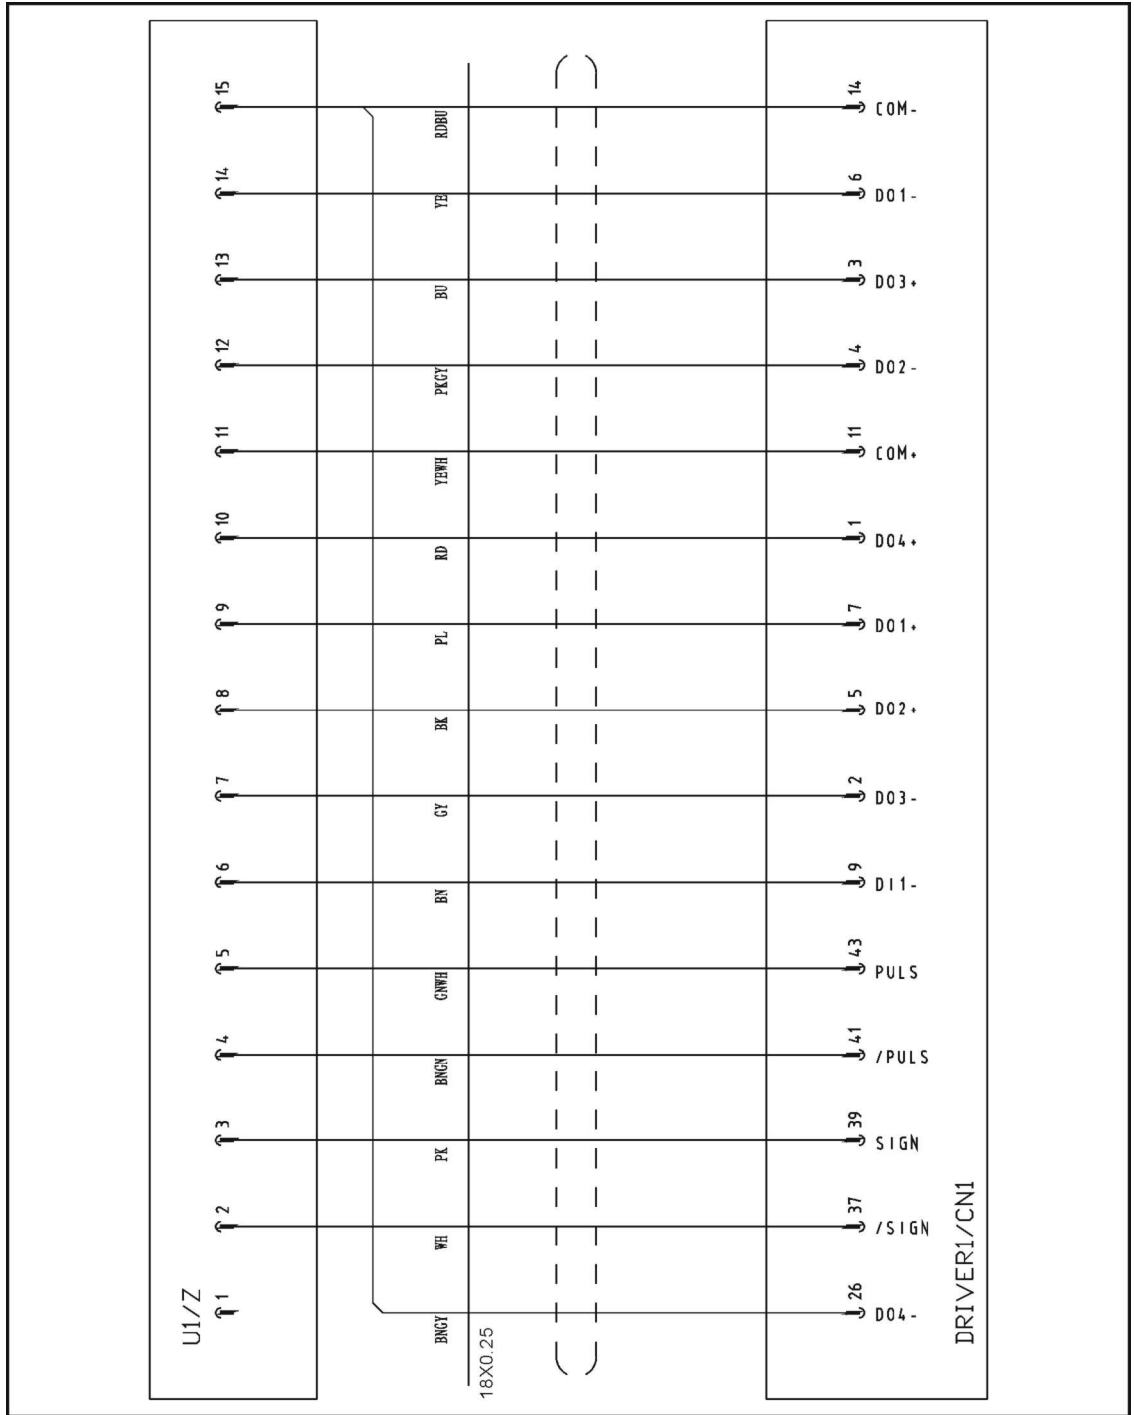 15 RDBU 14 COM-
14 YE 6 DO1-
13 BU 3 DO3+
12 PKGY 4 DO2-
11 YEWH 11 COM+
10 RD 1 DO4+
9 PL 7 DO1+
8 BK 5 DO2+
7 GY 2 DO3-
6 BN 9 DI1-
5 GNWH 43 PULS
4 BNGN 41 /PULS
3 PK 39 SIGN
2 WH 37 /SIGN
1 BNGY 26 DO4-
U1/Z
18X0.25
DRIVER1/CN1